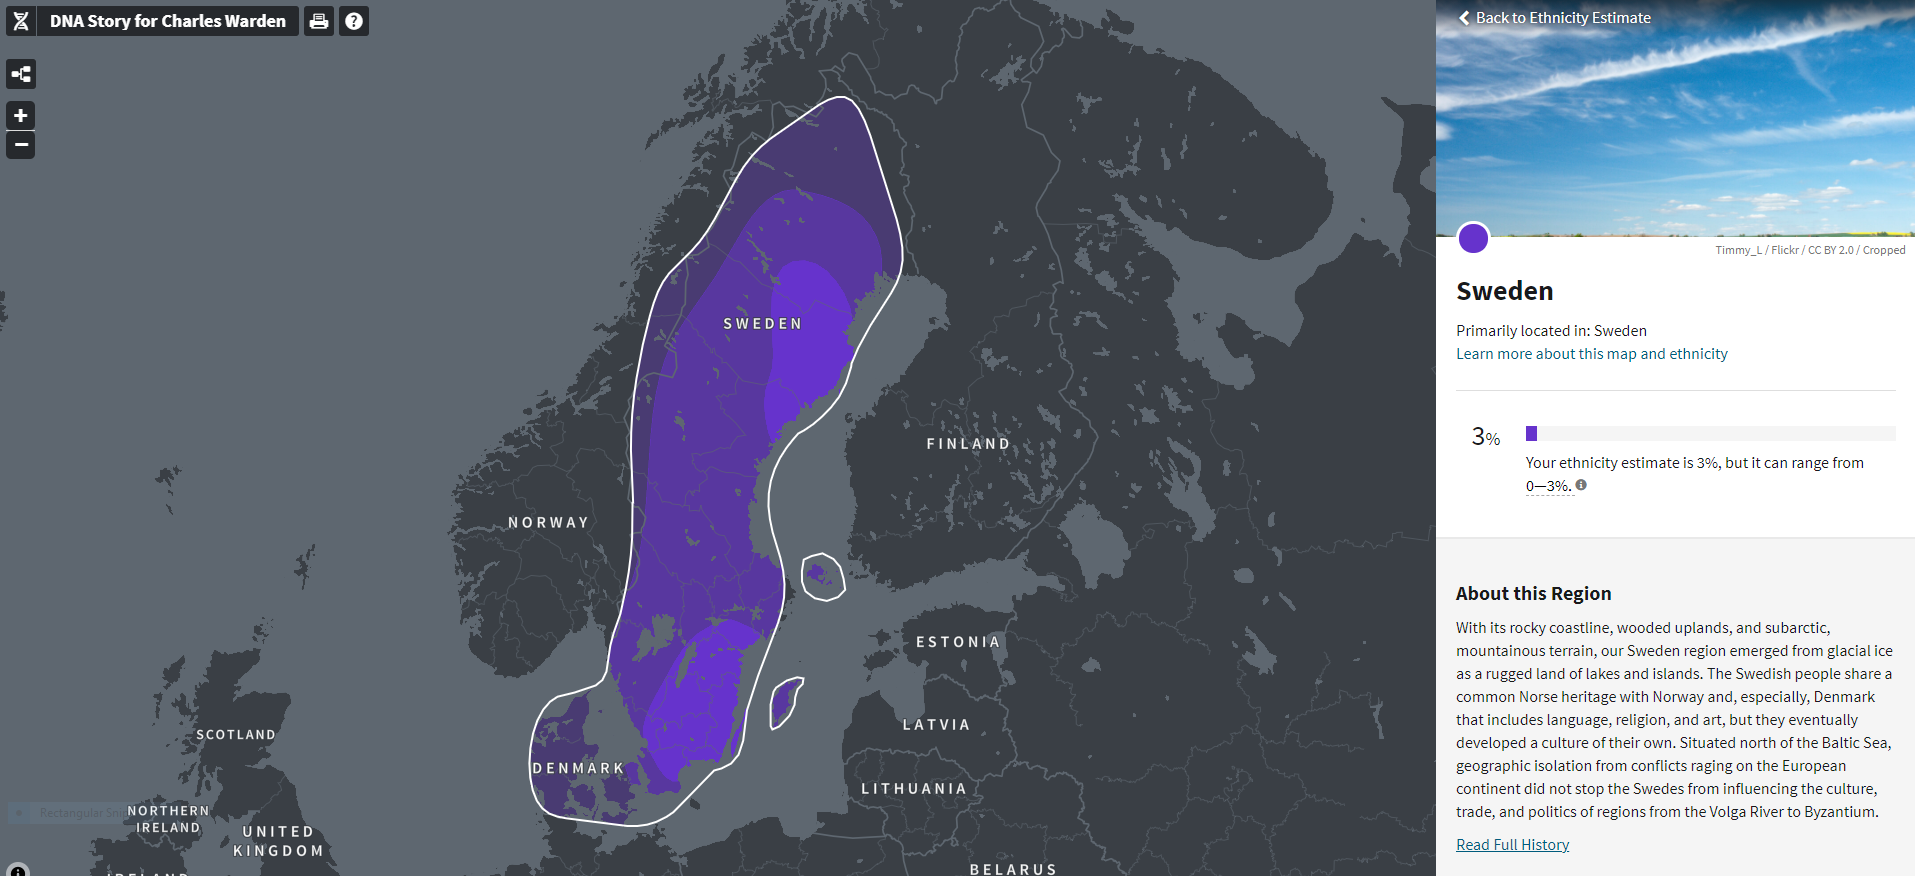 DNA Story for Charles Warden
SWEDEN
FINLAND
NORWAY
ESTONIA
SCOTLAND
LATVIA
DENMARK
LITHUANIA
Rectangular Snip
NORTHERN
IRELAND
UNITED
KINGDOM
BELARUS
Back to Ethnicity Estimate
Timmy_L / Flickr / CC BY 2.0 / Cropped
Sweden
Primarily located in: Sweden
Learn more about this map and ethnicity
3%
Your ethnicity estimate is 3%, but it can range from
0—3%.
About this Region
With its rocky coastline, wooded uplands, and subarctic,
mountainous terrain, our Sweden region emerged from glacial ice
as a rugged land of lakes and islands. The Swedish people share a
common Norse heritage with Norway and, especially, Denmark
that includes language, religion, and art, but they eventually
developed a culture of their own. Situated north of the Baltic Sea,
geographic isolation from conflicts raging on the European
continent did not stop the Swedes from influencing the culture,
trade, and politics of regions from the Volga River to Byzantium.
Read Full History